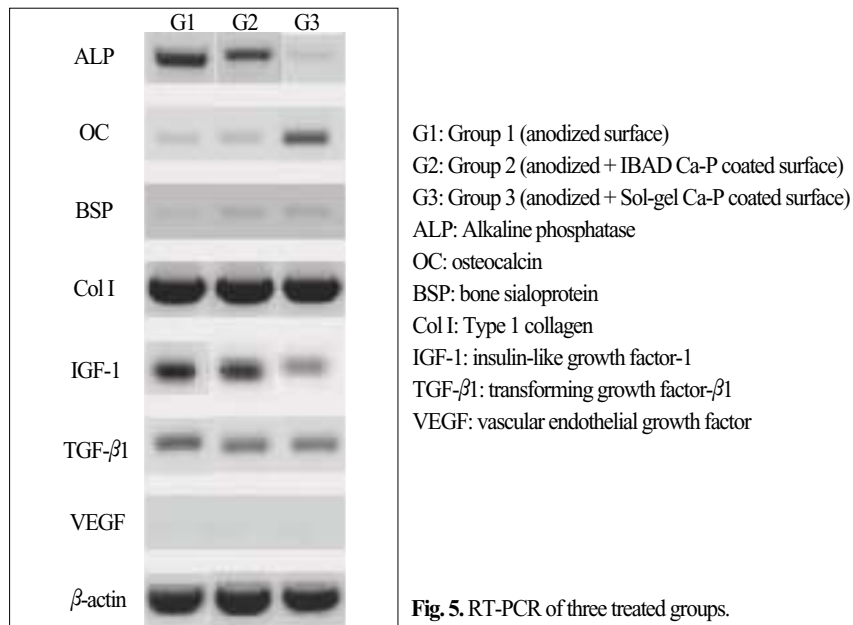 G1 G2 G3
ALP
OC
BSP
Col I
IGF-1
TGF-β1
VEGF
β-actin
G1: Group 1 (anodized surface)
G2: Group 2 (anodized + IBAD Ca-P coated surface)
G3: Group 3 (anodized + Sol-gel Ca-P coated surface)
ALP: Alkaline phosphatase
OC: osteocalcin
BSP: bone sialoprotein
Col I: Type 1 collagen
IGF-1: insulin-like growth factor-1
TGF-β1: transforming growth factor-β1
VEGF: vascular endothelial growth factor
Fig. 5. RT-PCR of three treated groups.